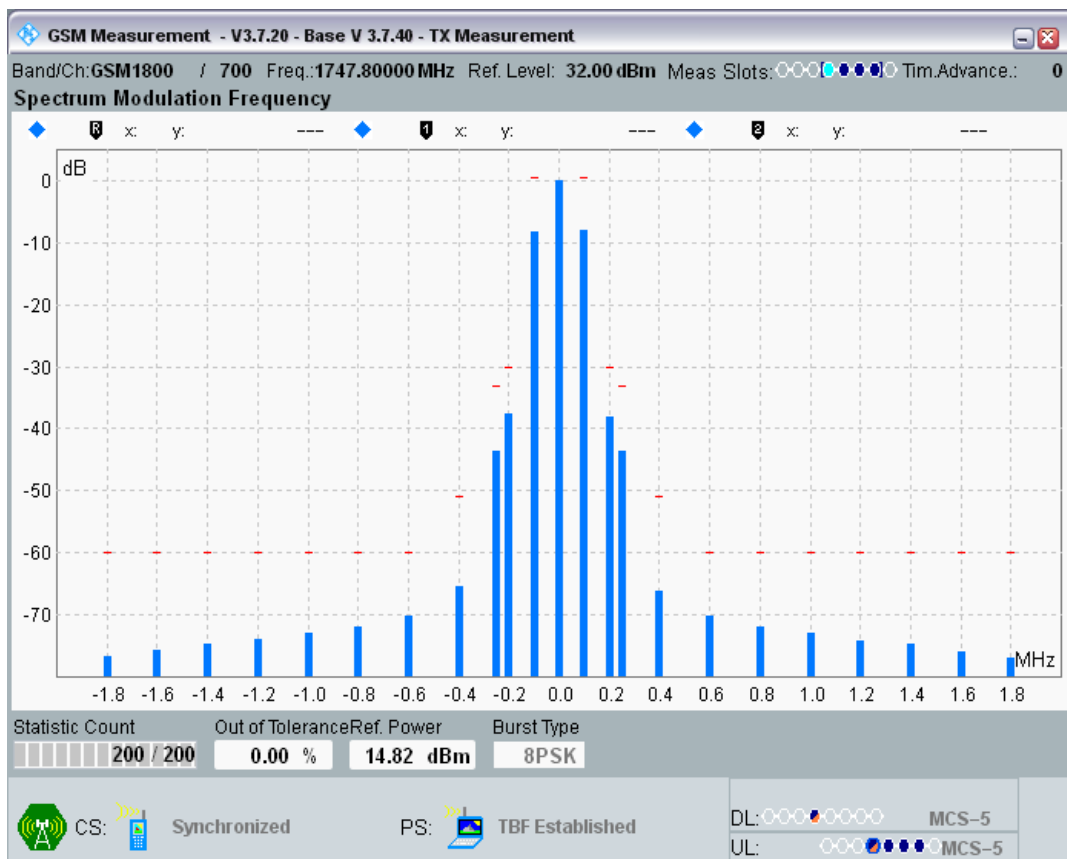 GSM Measurement - V3.7.20 - Base V 3.7.40 - TX Measurement
Band/Ch:GSM1800 / 700 Freq.:1747.80000 MHz Ref. Level: 32.00 dBm Meas Slots: Tim.Advance.: 0
Spectrum Modulation Frequency
R x: y: --- 1 x: y: --- 2 x: y: ---
dB
0
-10
-20
-30
-40
-50
-60
-70
MHz
-1.8 -1.6 -1.4 -1.2 -1.0 -0.8 -0.6 -0.4 -0.2 0.0 0.2 0.4 0.6 0.8 1.0 1.2 1.4 1.6 1.8
Statistic Count Out of Tolerance Ref. Power Burst Type
200 / 200 0.00 % 14.82 dBm 8PSK
CS: Synchronized PS: TBF Established
DL: MCS-5
UL: MCS-5